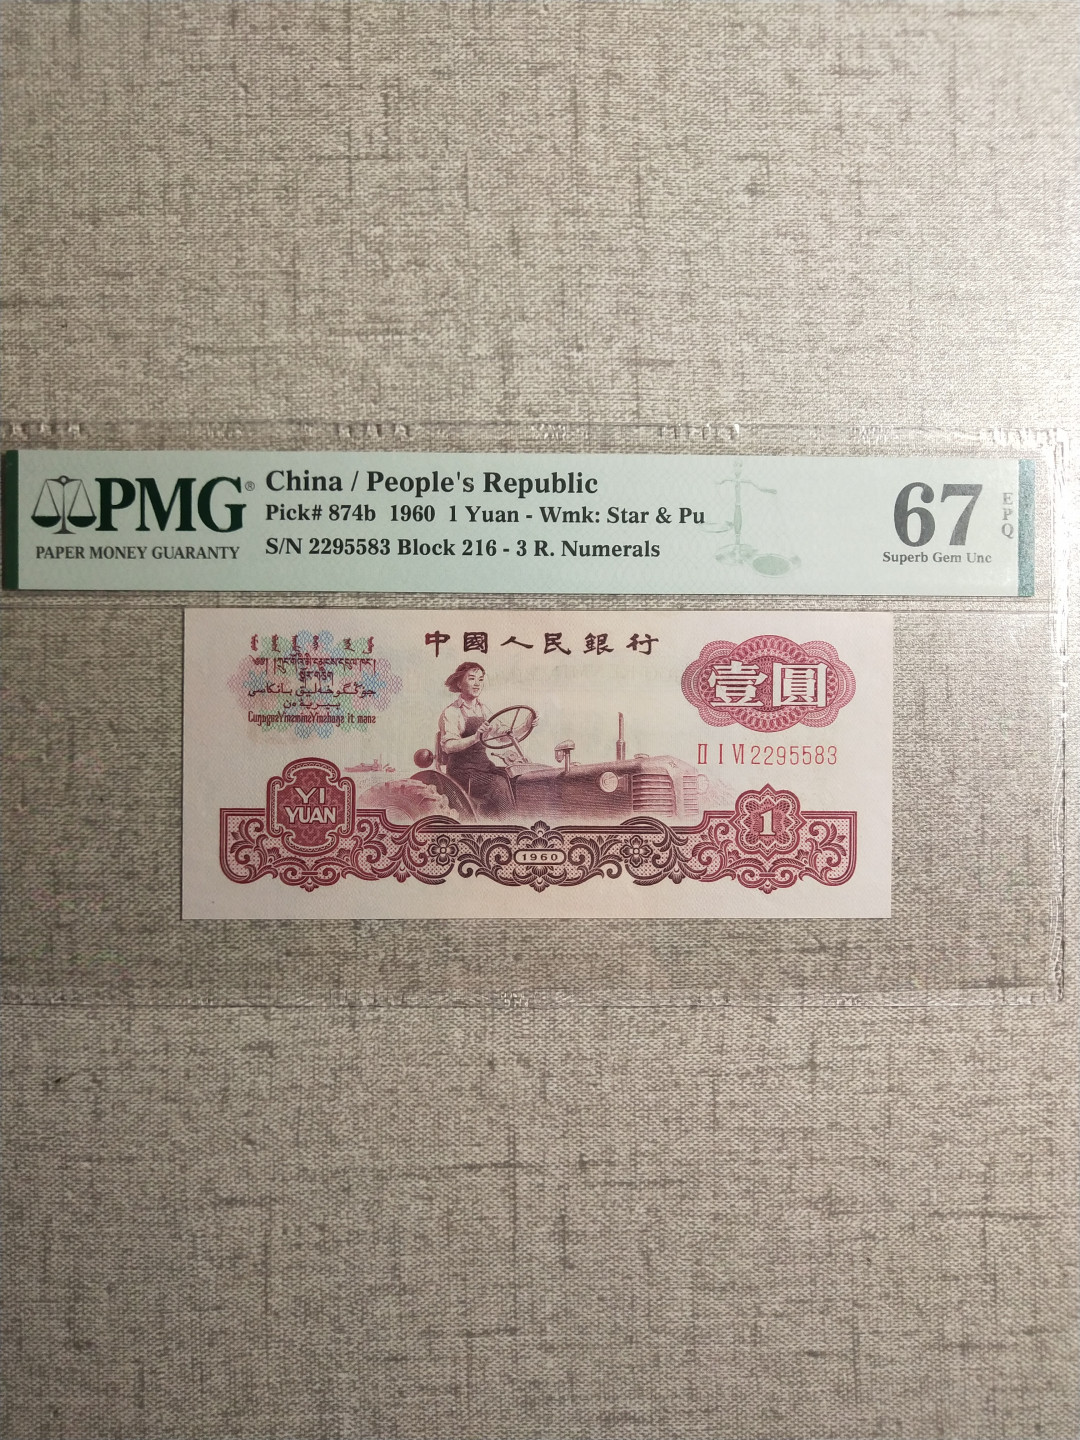 PMG®
PAPER MONEY GUARANTY
China / People's Republic
Pick# 874b 1960 1 Yuan - Wmk: Star & Pu
S/N 2295583 Block 216 - 3 R. Numerals
67
Superb Gem Unc
EPQ
中國人民銀行
壹圓
Ⅱ Ⅰ Ⅵ 2295583
YI
YUAN
1960
1